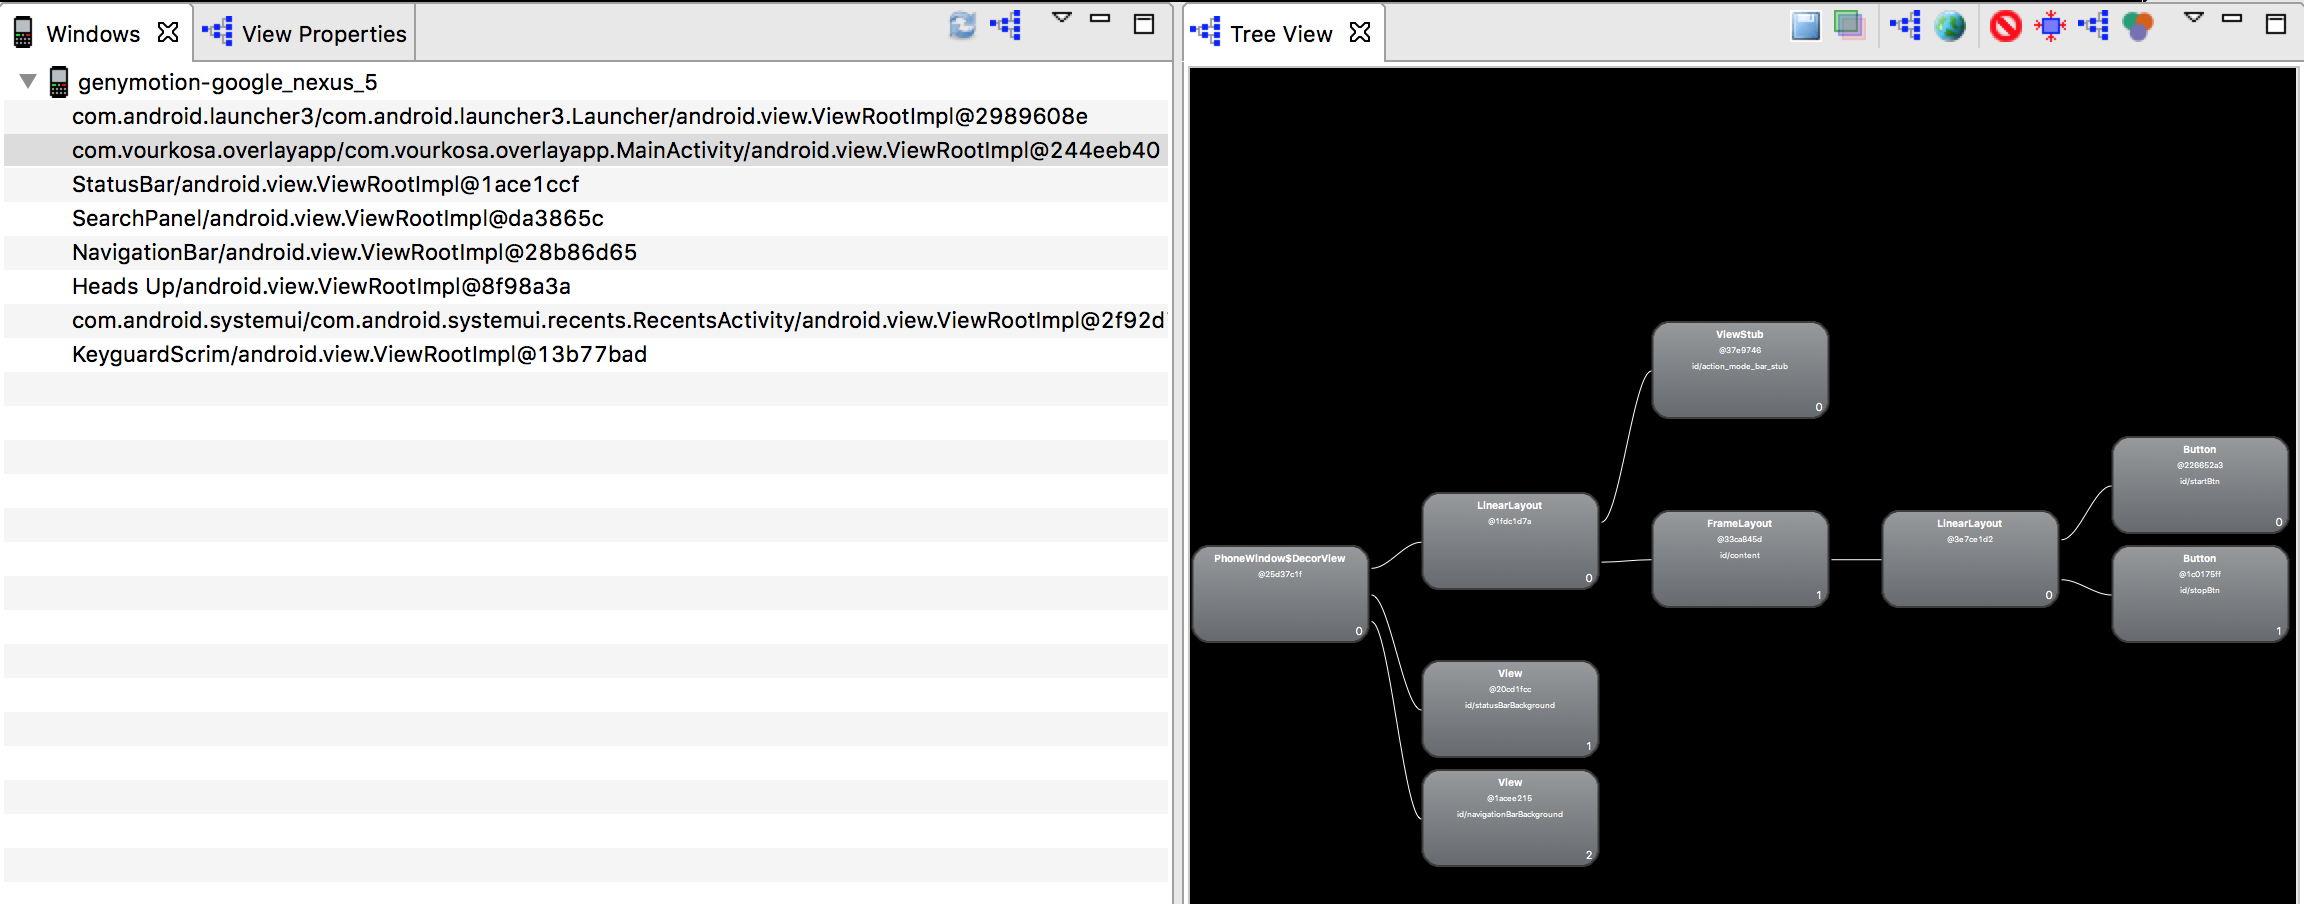 Windows
View Properties
genymotion-google_nexus_5
com.android.launcher3/com.android.launcher3.Launcher/android.view.ViewRootImpl@2989608e
com.vourkosa.overlayapp/com.vourkosa.overlayapp.MainActivity/android.view.ViewRootImpl@244eeb40
StatusBar/android.view.ViewRootImpl@1ace1ccf
SearchPanel/android.view.ViewRootImpl@da3865c
NavigationBar/android.view.ViewRootImpl@28b86d65
Heads Up/android.view.ViewRootImpl@8f98a3a
com.android.systemui/com.android.systemui.recents.RecentsActivity/android.view.ViewRootImpl@2f92d
KeyguardScrim/android.view.ViewRootImpl@13b77bad
Tree View
PhoneWindow$DecorView
@25d37c1f
0
LinearLayout
@1fdc1d7a
0
View
@20cd1fcc
id/statusBarBackground
1
View
@1acee215
id/navigationBarBackground
2
ViewStub
@37e9746
id/action_mode_bar_stub
0
FrameLayout
@33ca845d
id/content
1
LinearLayout
@3e7ce1d2
0
Button
@226652a3
id/startBtn
0
Button
@1c0175ff
id/stopBtn
1